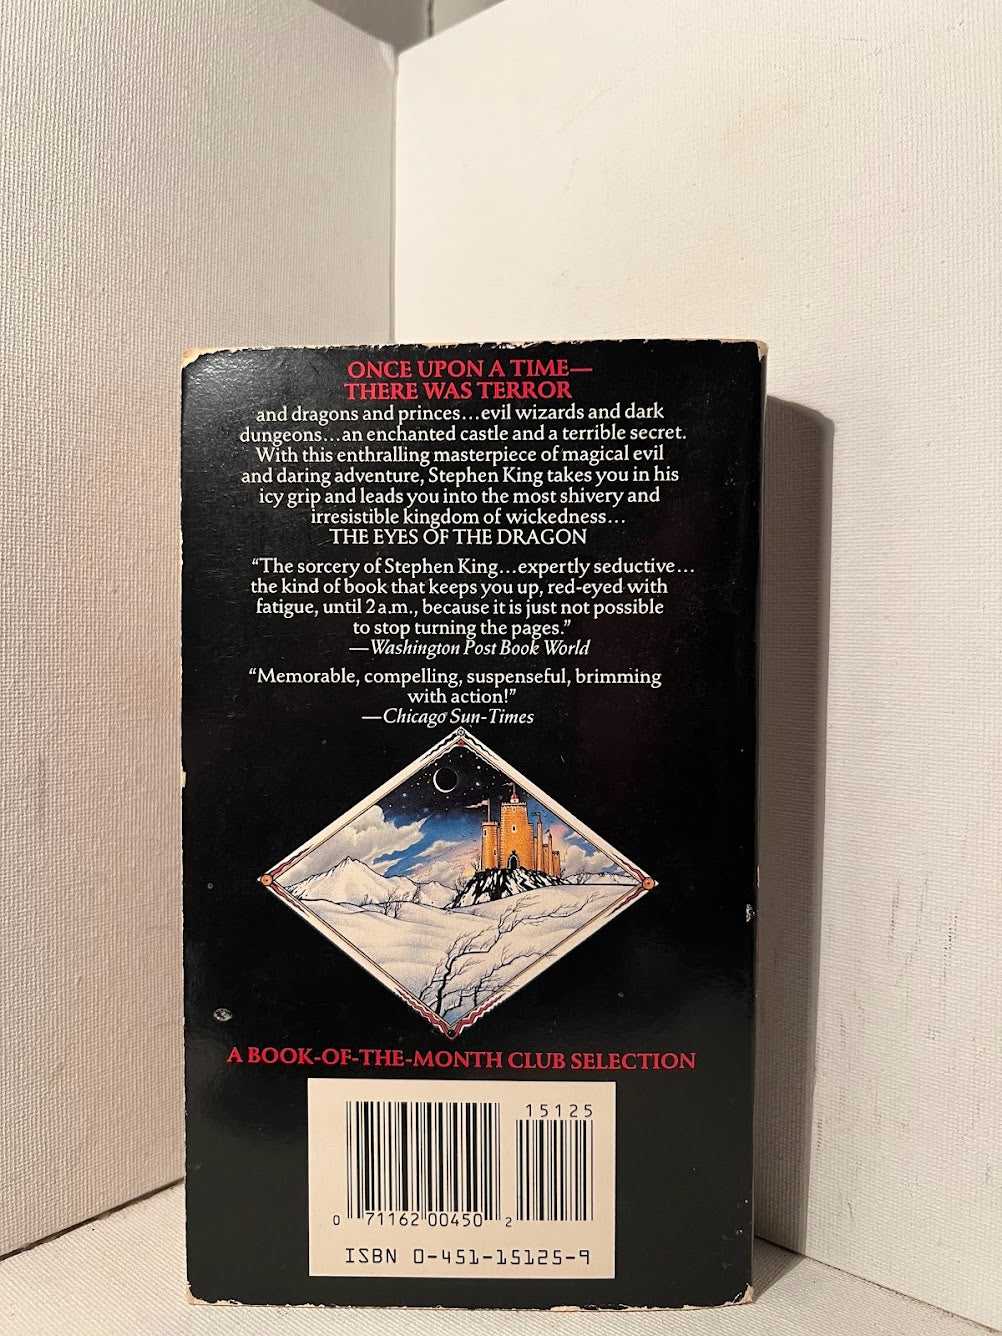 ONCE UPON A TIME—
THERE WAS TERROR
and dragons and princes...evil wizards and dark
dungeons...an enchanted castle and a terrible secret.
With this enthralling masterpiece of magical evil
and daring adventure, Stephen King takes you in his
icy grip and leads you into the most shivery and
irresistible kingdom of wickedness...
THE EYES OF THE DRAGON
“The sorcery of Stephen King...expertly seductive...
the kind of book that keeps you up, red-eyed with
fatigue, until 2 a.m., because it is just not possible
to stop turning the pages.”
—Washington Post Book World
“Memorable, compelling, suspenseful, brimming
with action!”
—Chicago Sun-Times
A BOOK-OF-THE-MONTH CLUB SELECTION
15125
0 71162 00450 2
ISBN 0-451-15125-9